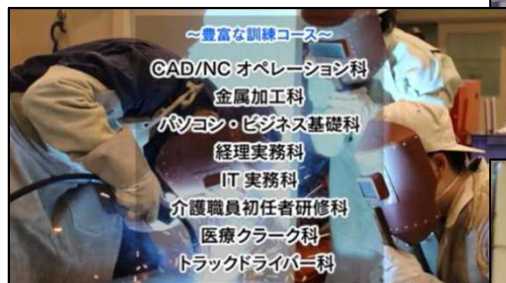 ～豊富な訓練コース～
CAD/NC オペレーション科
金属加工科
パソコン・ビジネス基礎科
経理実務科
IT 実務科
介護職員初任者研修科
医療クラーク科
トラックドライバー科